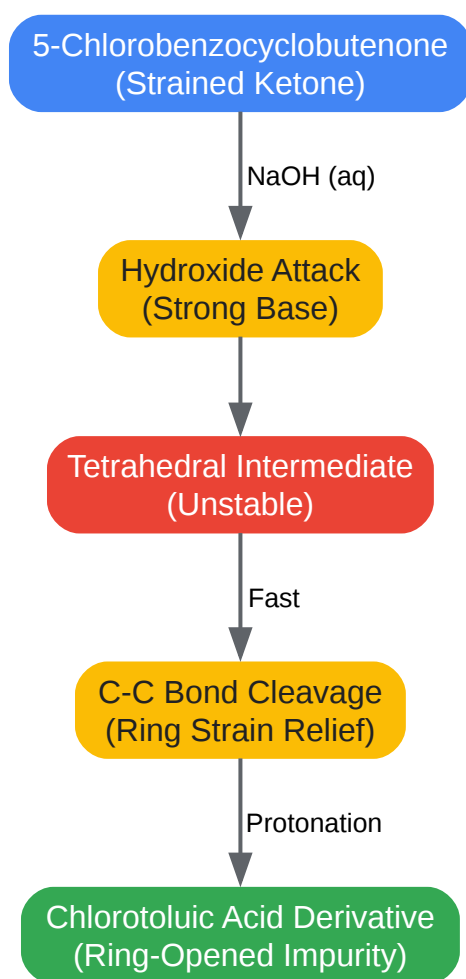 5-Chlorobenzocyclobutenone
(Strained Ketone)
NaOH (aq)
Hydroxide Attack
(Strong Base)
Tetrahedral Intermediate
(Unstable)
Fast
C-C Bond Cleavage
(Ring Strain Relief)
Protonation
Chlorotoluic Acid Derivative
(Ring-Opened Impurity)